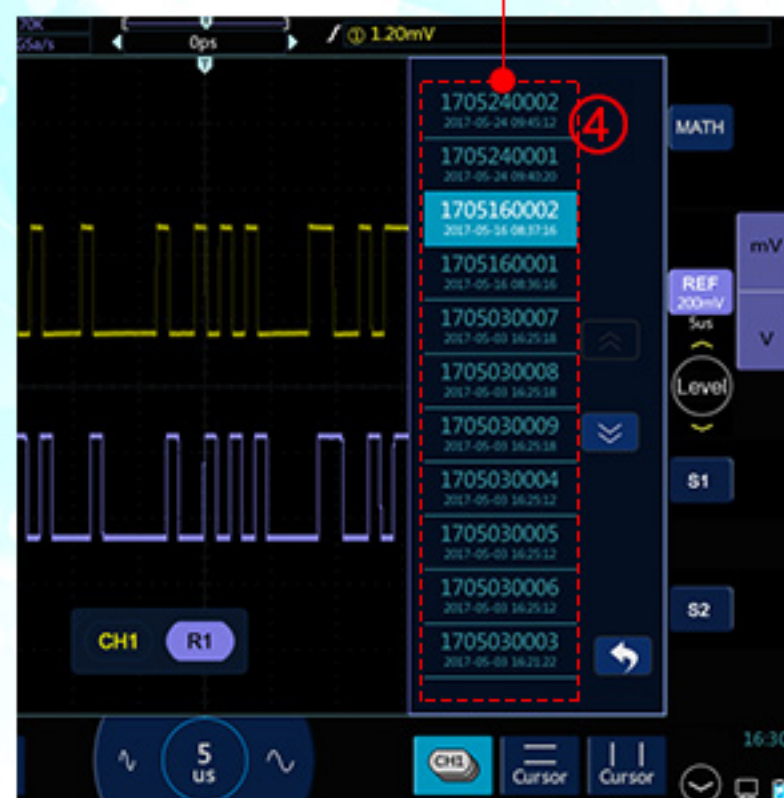 70K
GSa/s
T
0ps
① 1.20mV
T
④
1705240002
2017-05-24 09:45:12
1705240001
2017-05-24 09:40:20
1705160002
2017-05-16 08:37:16
1705160001
2017-05-16 08:36:16
1705030007
2017-05-03 16:25:18
1705030008
2017-05-03 16:25:18
1705030009
2017-05-03 16:25:18
1705030004
2017-05-03 16:25:12
1705030005
2017-05-03 16:25:12
1705030006
2017-05-03 16:25:12
1705030003
2017-05-03 16:21:22
MATH
mV
V
REF
200mV
5us
Level
S1
S2
CH1 R1
5
us
CH1
Cursor
Cursor
16:30